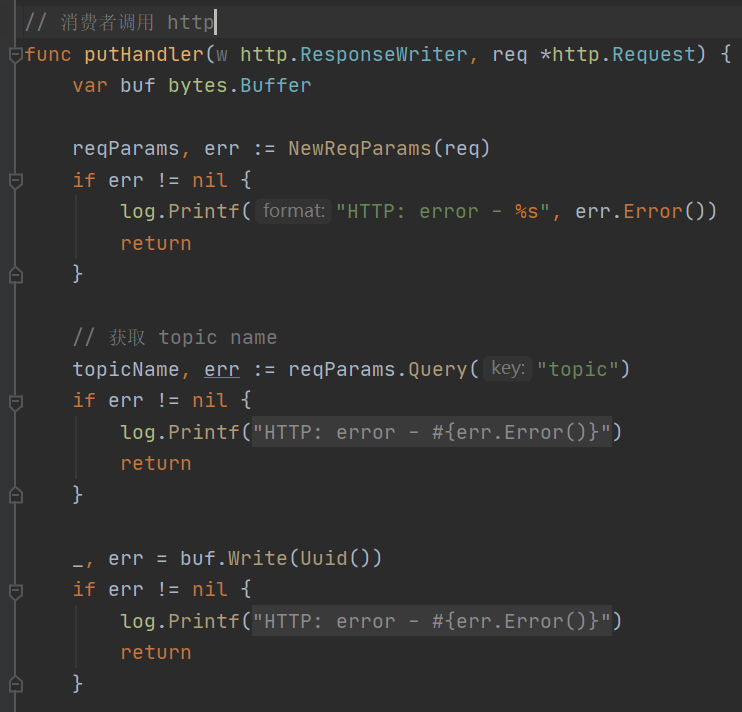 // 消费者调用 http
func putHandler(w http.ResponseWriter, req *http.Request) {
var buf bytes.Buffer
reqParams, err := NewReqParams(req)
if err != nil {
log.Printf( format: "HTTP: error - %s", err.Error())
return
}
// 获取 topic name
topicName, err := reqParams.Query( key: "topic")
if err != nil {
log.Printf("HTTP: error - #{err.Error()}")
return
}
_, err = buf.Write(Uuid())
if err != nil {
log.Printf("HTTP: error - #{err.Error()}")
return
}